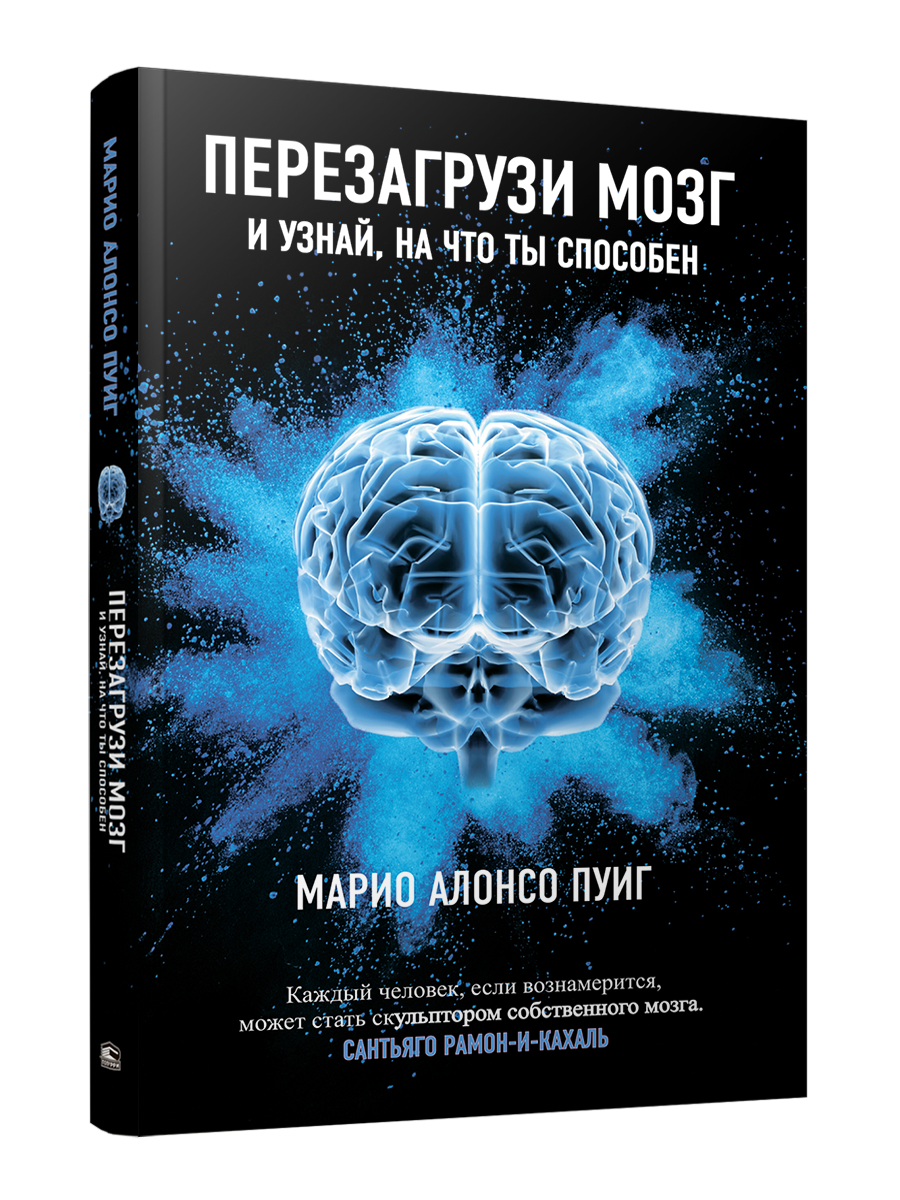 ПЕРЕЗАГРУЗИ МОЗГ
И УЗНАЙ, НА ЧТО ТЫ СПОСОБЕН
МАРИО АЛОНСО ПУИГ
Каждый человек, если вознамерится,
может стать скульптором собственного мозга.
САНТЬЯГО РАМОН-И-КАХАЛЬ
МАРИО АЛОНСО ПУИГ
ПЕРЕЗАГРУЗИ МОЗГ
И УЗНАЙ, НА ЧТО ТЫ СПОСОБЕН